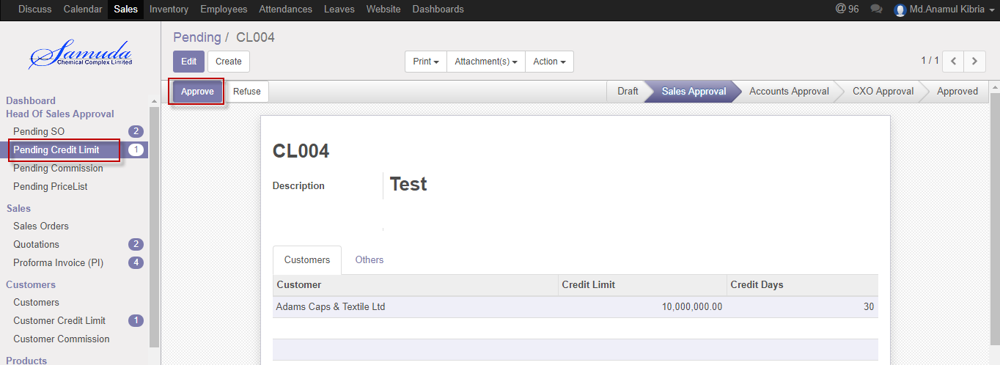 Discuss Calendar Sales Inventory Employees Attendances Leaves Website Dashboards @ 96 Md.Anamul Kibria
Samuda
Chemical Complex Limited
Pending / CL004
Edit Create Print Attachment(s) Action 1 / 1
Approve Refuse Draft Sales Approval Accounts Approval CXO Approval Approved
Dashboard
Head Of Sales Approval
Pending SO 2
Pending Credit Limit 1
Pending Commission
Pending PriceList
Sales
Sales Orders
Quotations 2
Proforma Invoice (PI) 4
Customers
Customers
Customer Credit Limit 1
Customer Commission
Products
CL004
Description Test
Customers Others
Customer Credit Limit Credit Days
Adams Caps & Textile Ltd 10,000,000.00 30